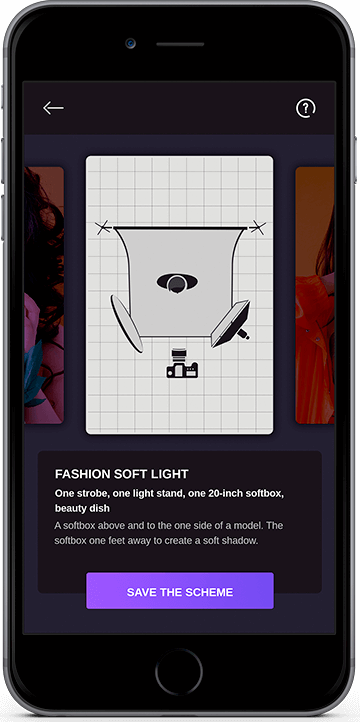 FASHION SOFT LIGHT
One strobe, one light stand, one 20-inch softbox,
beauty dish
A softbox above and to the one side of a model. The
softbox one feet away to create a soft shadow.
SAVE THE SCHEME